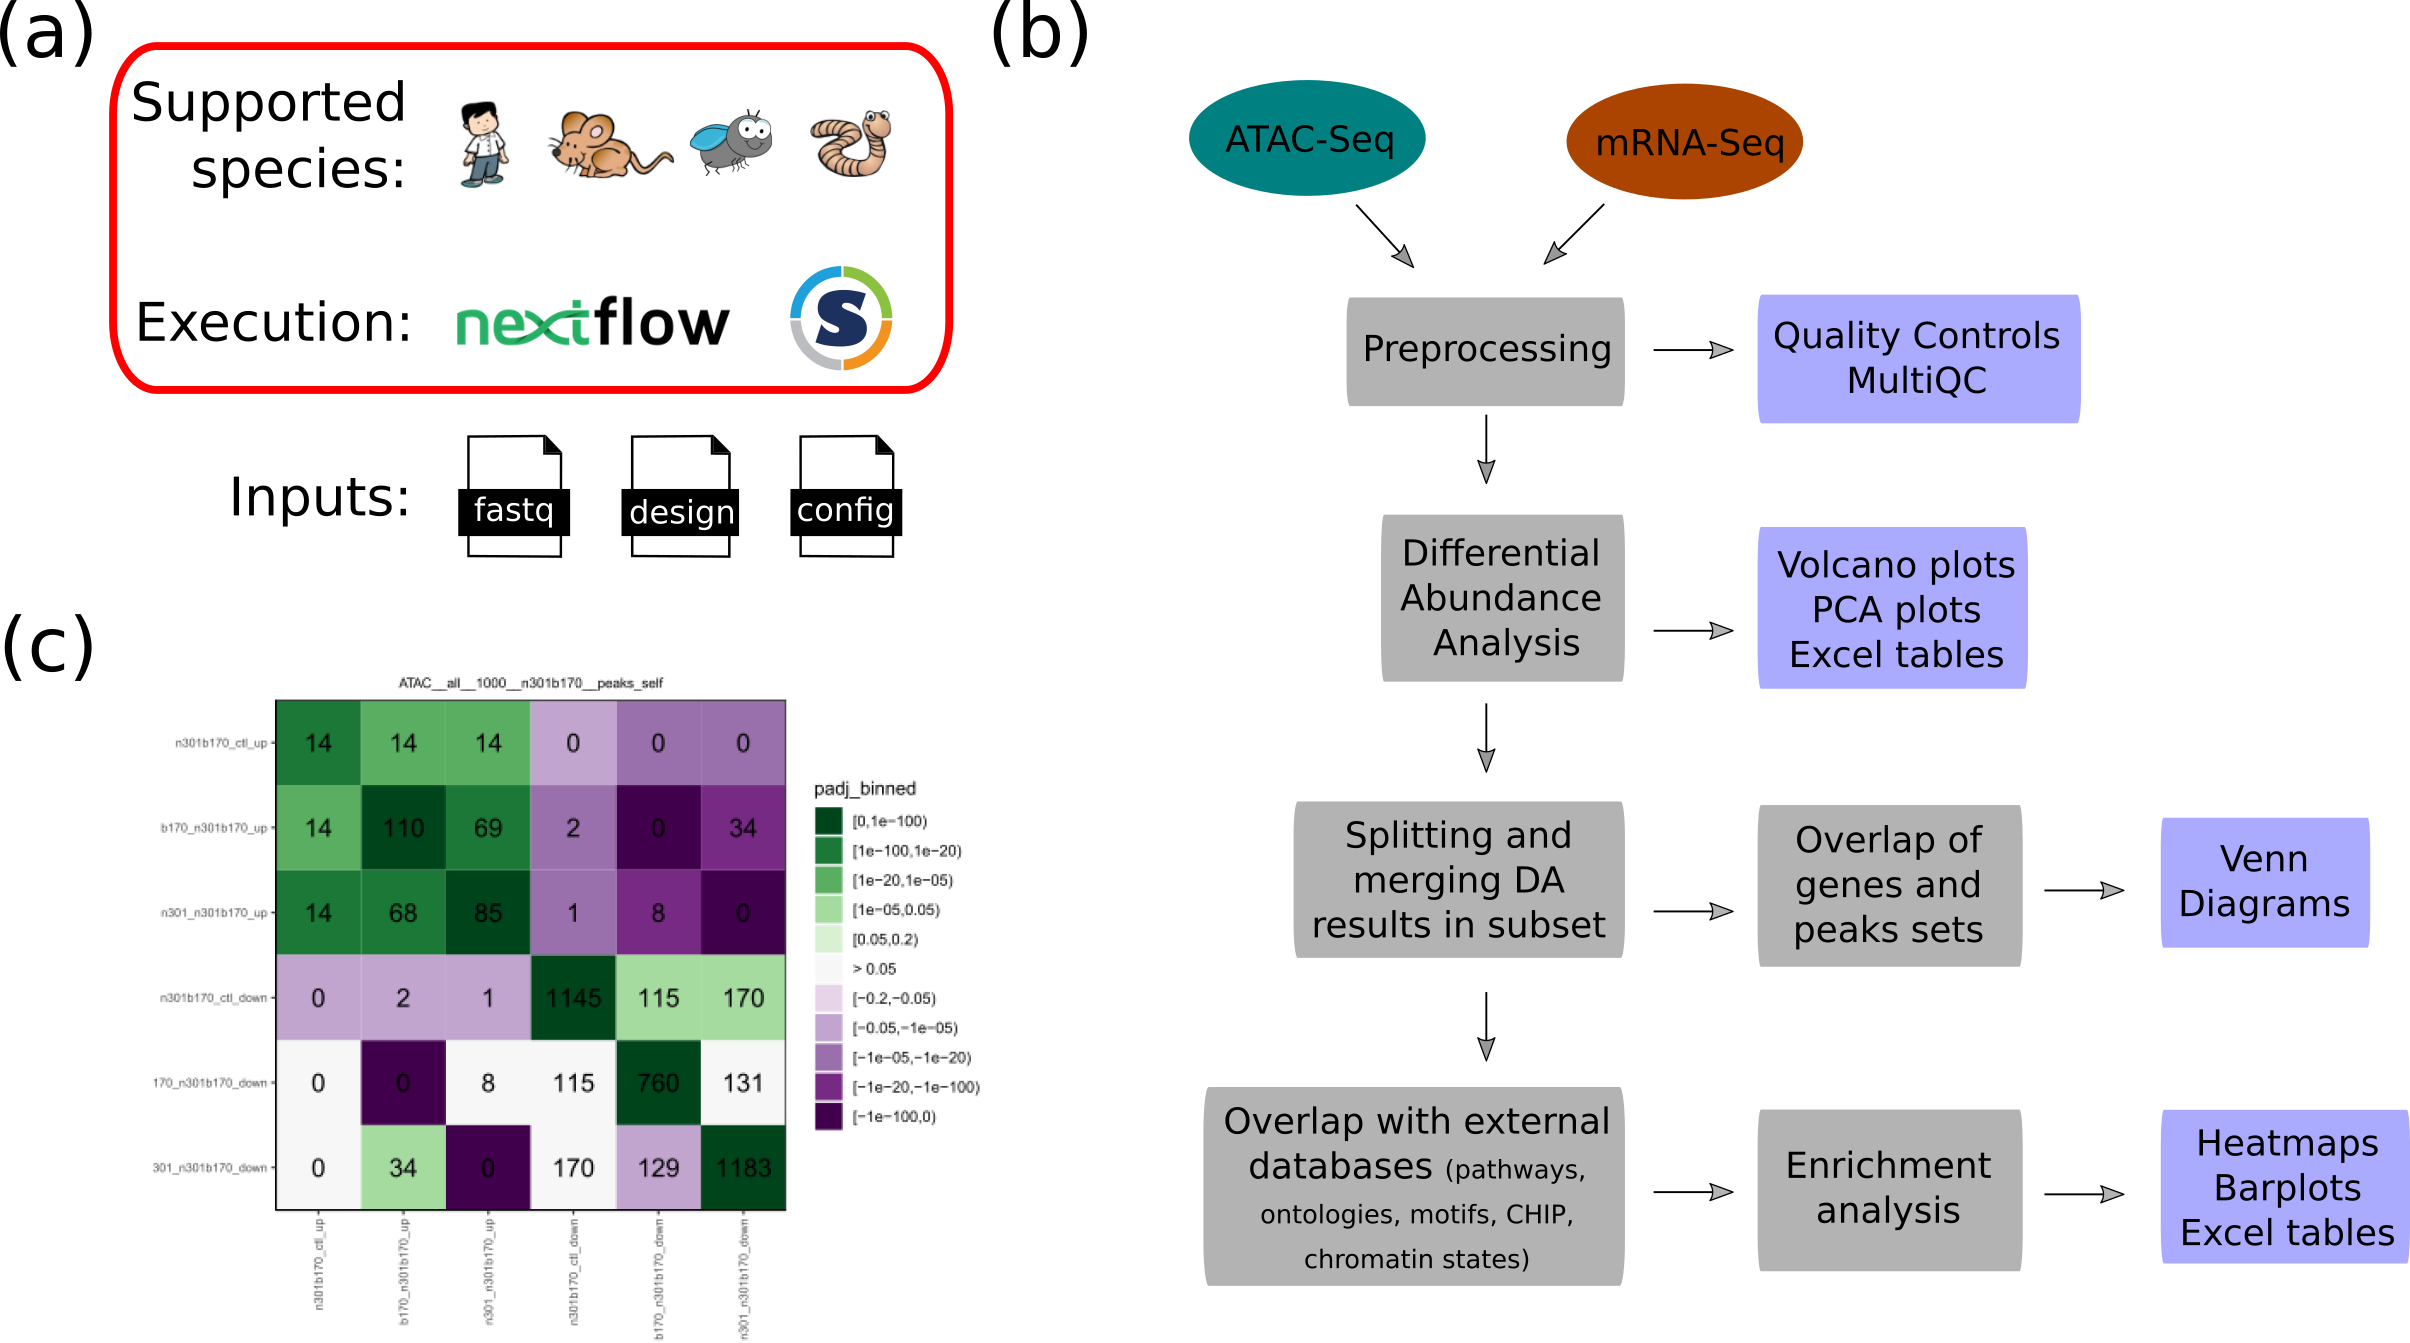 (a)
Supported
species:
Execution: nextflow S
Inputs: fastq design config
(b)
ATAC-Seq mRNA-Seq
Preprocessing
Quality Controls
MultiQC
Differential
Abundance
Analysis
Volcano plots
PCA plots
Excel tables
Splitting and
merging DA
results in subset
Overlap of
genes and
peaks sets
Venn
Diagrams
Overlap with external
databases (pathways,
ontologies, motifs, CHIP,
chromatin states)
Enrichment
analysis
Heatmaps
Barplots
Excel tables
(c)
ATAC__all__1000__n301b170__peaks_self
n301b170_ctl_up 14 14 14 0 0 0
b170_n301b170_up 14 110 69 2 0 34
n301_n301b170_up 14 68 85 1 8 0
n301b170_ctl_down 0 2 1 1145 115 170
170_n301b170_down 0 0 8 115 760 131
301_n301b170_down 0 34 0 170 129 1183
n301b170_ctl_up
b170_n301b170_up
n301_n301b170_up
n301b170_ctl_down
b170_n301b170_down
n301_n301b170_down
padj_binned
[0,1e−100)
[1e−100,1e−20)
[1e−20,1e−05)
[1e−05,0.05)
[0.05,0.2)
> 0.05
[−0.2,−0.05)
[−0.05,−1e−05)
[−1e−05,−1e−20)
[−1e−20,−1e−100)
[−1e−100,0)